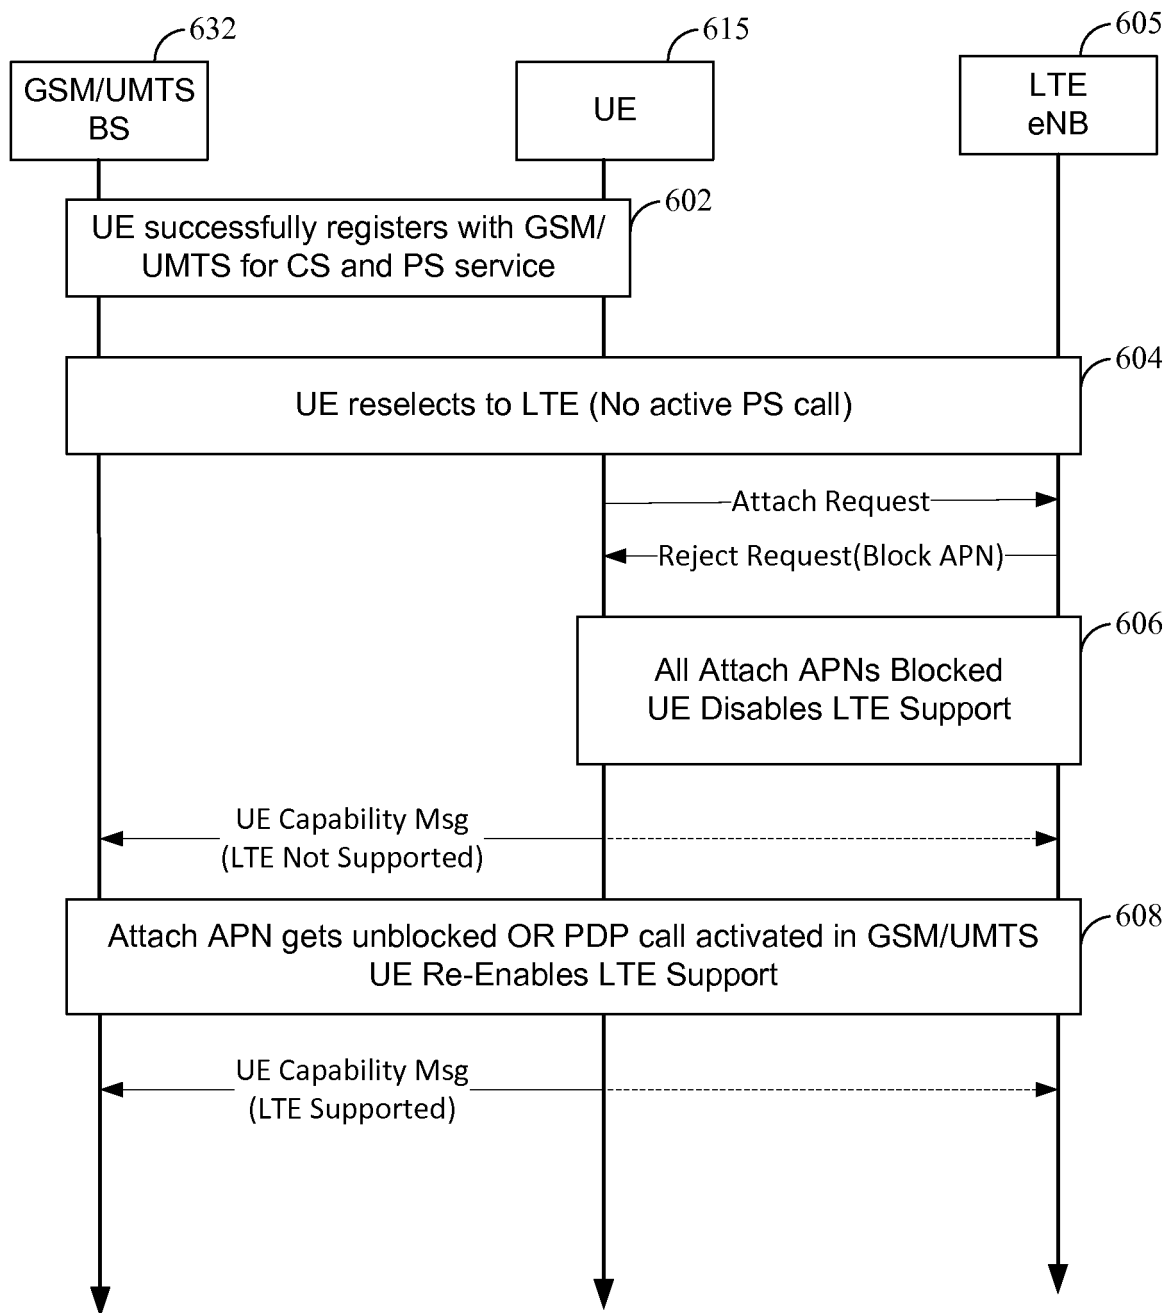 632
615
605
GSM/UMTS
BS
UE
LTE
eNB
602
UE successfully registers with GSM/
UMTS for CS and PS service
604
UE reselects to LTE (No active PS call)
Attach Request
Reject Request(Block APN)
606
All Attach APNs Blocked
UE Disables LTE Support
UE Capability Msg
(LTE Not Supported)
608
Attach APN gets unblocked OR PDP call activated in GSM/UMTS
UE Re-Enables LTE Support
UE Capability Msg
(LTE Supported)